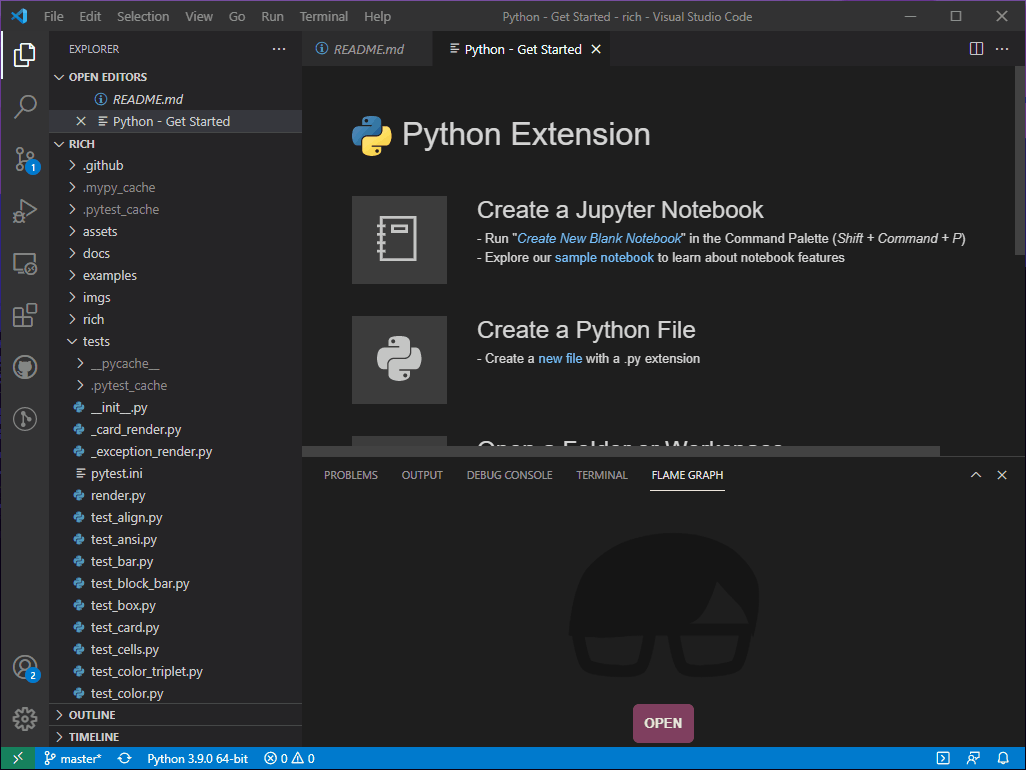 File Edit Selection View Go Run Terminal Help Python - Get Started - rich - Visual Studio Code
EXPLORER
README.md Python - Get Started
OPEN EDITORS
README.md
Python - Get Started
RICH
.github
.mypy_cache
.pytest_cache
assets
docs
examples
imgs
rich
tests
__pycache__
.pytest_cache
__init__.py
_card_render.py
_exception_render.py
pytest.ini
render.py
test_align.py
test_ansi.py
test_bar.py
test_block_bar.py
test_box.py
test_card.py
test_cells.py
test_color_triplet.py
test_color.py
OUTLINE
TIMELINE
1
2
Python Extension
Create a Jupyter Notebook
- Run "Create New Blank Notebook" in the Command Palette (Shift + Command + P)
- Explore our sample notebook to learn about notebook features
Create a Python File
- Create a new file with a .py extension
Open a Folder or Workspace
PROBLEMS OUTPUT DEBUG CONSOLE TERMINAL FLAME GRAPH
OPEN
master* Python 3.9.0 64-bit 0 0